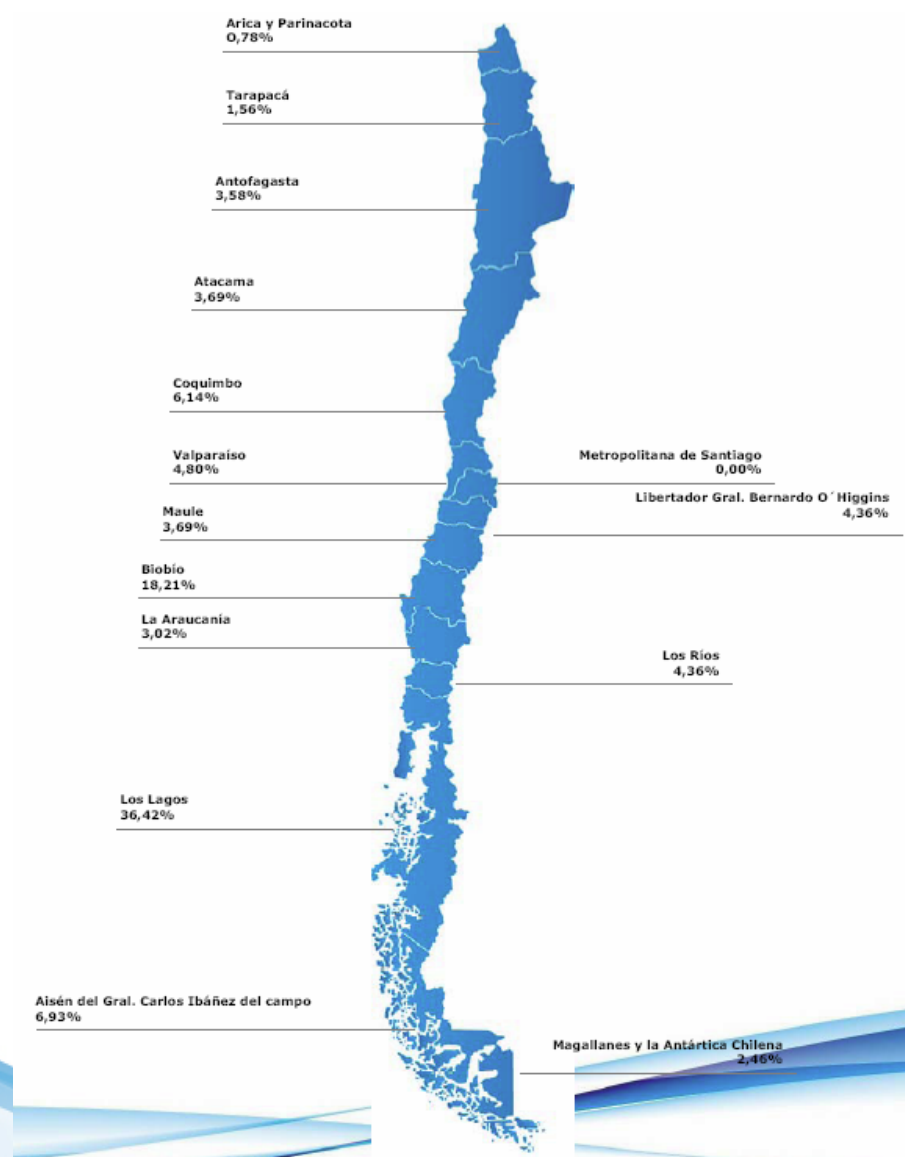 Arica y Parinacota
0,78%
Tarapacá
1,56%
Antofagasta
3,58%
Atacama
3,69%
Coquimbo
6,14%
Valparaíso
4,80%
Metropolitana de Santiago
0,00%
Libertador Gral. Bernardo O´Higgins
4,36%
Maule
3,69%
Biobío
18,21%
La Araucanía
3,02%
Los Ríos
4,36%
Los Lagos
36,42%
Aisén del Gral. Carlos Ibáñez del campo
6,93%
Magallanes y la Antártica Chilena
2,46%